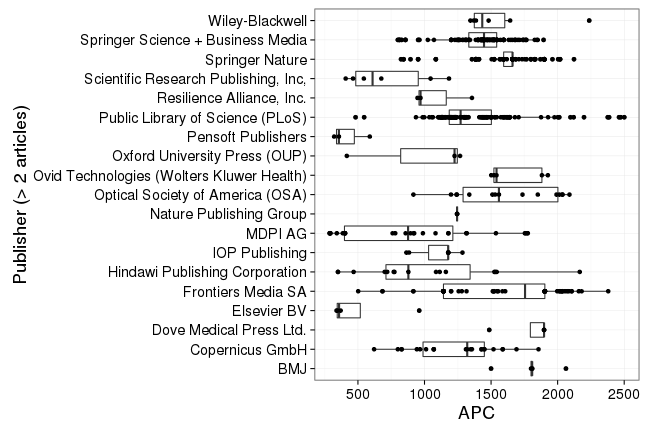 Wiley-Blackwell
Springer Science + Business Media
Springer Nature
Scientific Research Publishing, Inc,
Resilience Alliance, Inc.
Public Library of Science (PLoS)
Pensoft Publishers
Oxford University Press (OUP)
Ovid Technologies (Wolters Kluwer Health)
Optical Society of America (OSA)
Nature Publishing Group
MDPI AG
IOP Publishing
Hindawi Publishing Corporation
Frontiers Media SA
Elsevier BV
Dove Medical Press Ltd.
Copernicus GmbH
BMJ
Publisher (> 2 articles)
500 1000 1500 2000 2500
APC